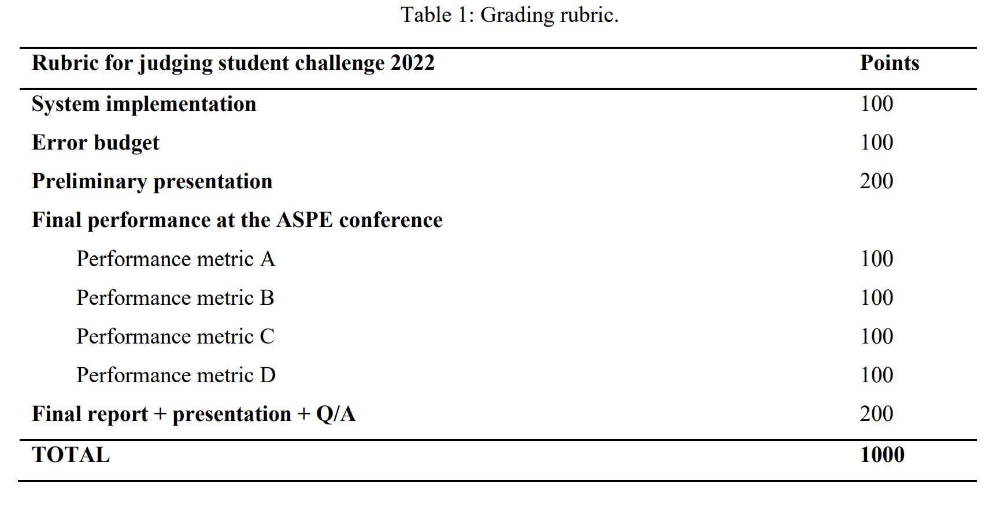 Table 1: Grading rubric.
Rubric for judging student challenge 2022 Points
System implementation 100
Error budget 100
Preliminary presentation 200
Final performance at the ASPE conference
Performance metric A 100
Performance metric B 100
Performance metric C 100
Performance metric D 100
Final report + presentation + Q/A 200
TOTAL 1000